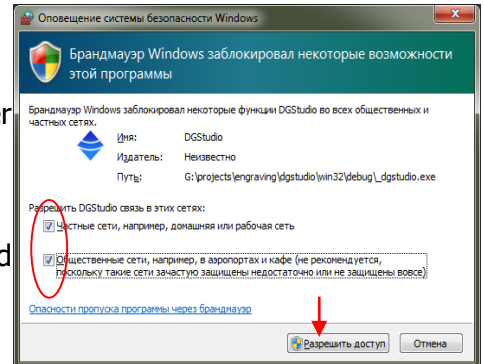 Оповещение системы безопасности Windows
Брандмауэр Windows заблокировал некоторые возможности
этой программы
Брандмауэр Windows заблокировал некоторые функции DGStudio во всех общественных и
частных сетях.
er
Имя: DGStudio
Издатель: Неизвестно
Путь: G:\projects\engraving\dgstudio\win32\debug\_dgstudio.exe
Разрешить DGStudio связь в этих сетях:
Частные сети, например, домашняя или рабочая сеть
d
Общественные сети, например, в аэропортах и кафе (не рекомендуется,
поскольку такие сети зачастую защищены недостаточно или не защищены вовсе)
Опасности пропуска программы через брандмауэр
Разрешить доступ Отмена